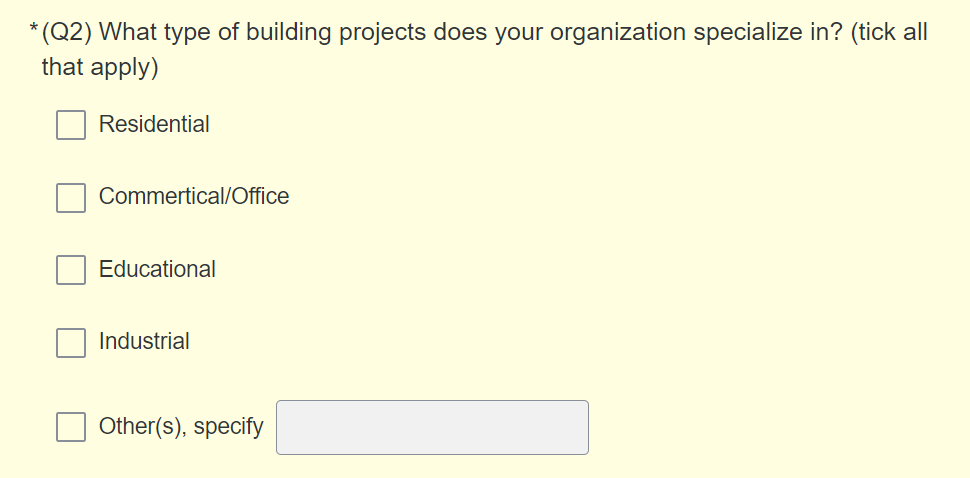 *(Q2) What type of building projects does your organization specialize in? (tick all
that apply)
Residential
Commertical/Office
Educational
Industrial
Other(s), specify